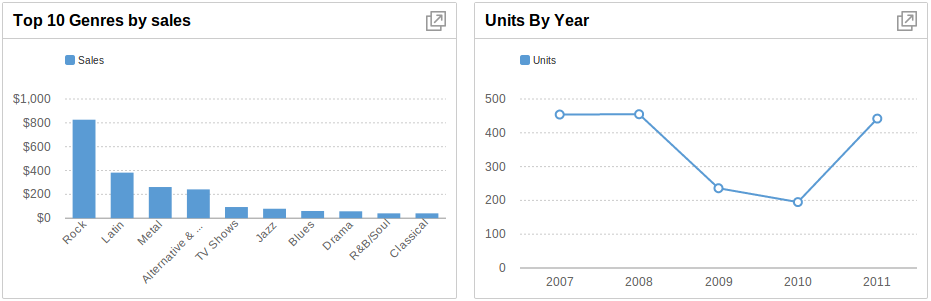 Top 10 Genres by sales
Sales
$1,000
$800
$600
$400
$200
$0
Rock
Latin
Metal
Alternative & ...
TV Shows
Jazz
Blues
Drama
R&B/Soul
Classical
Units By Year
Units
500
400
300
200
100
0
2007 2008 2009 2010 2011